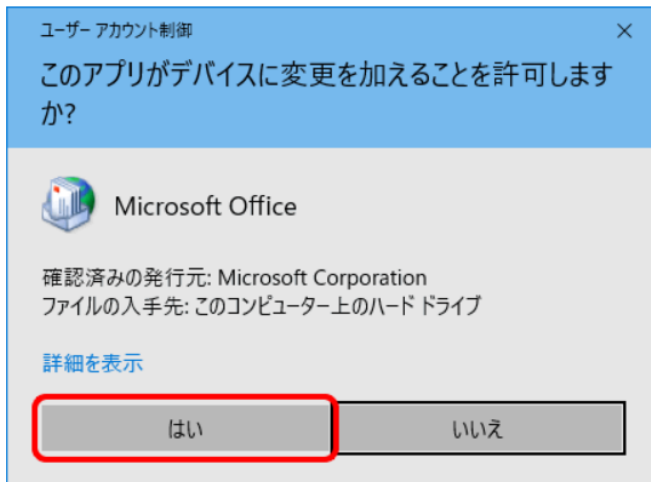 ユーザー アカウント制御
このアプリがデバイスに変更を加えることを許可します
か?
Microsoft Office
確認済みの発行元: Microsoft Corporation
ファイルの入手先: このコンピューター上のハード ドライブ
詳細を表示
はい
いいえ